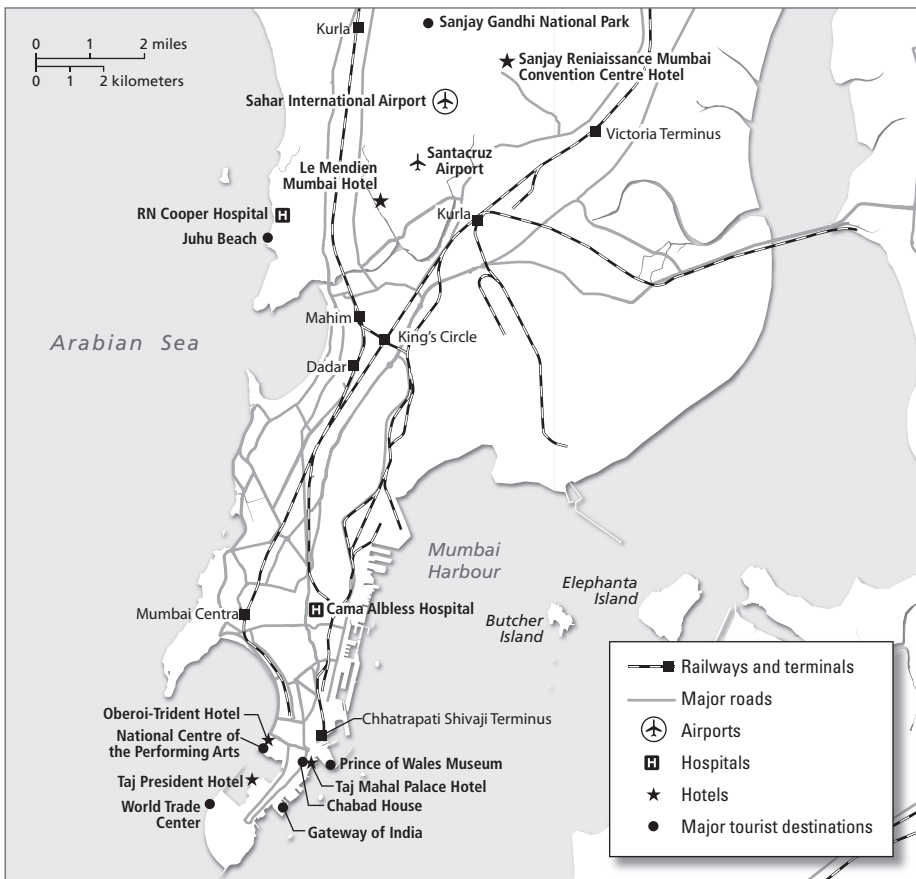 Kurla
Sanjay Gandhi National Park
0 1 2 miles
0 1 2 kilometers
Sanjay Reniaissance Mumbai
Convention Centre Hotel
Sahar International Airport
Victoria Terminus
Santacruz
Airport
Le Mendien
Mumbai Hotel
RN Cooper Hospital
H
Kurla
Juhu Beach
Mahim
Arabian Sea
King's Circle
Dadar
Mumbai
Harbour
Elephanta
Island
Mumbai Centra
H
Cama Albless Hospital
Butcher
Island
Oberoi-Trident Hotel
Chhatrapati Shivaji Terminus
National Centre of
the Performing Arts
Prince of Wales Museum
Taj President Hotel
Taj Mahal Palace Hotel
World Trade
Center
Chabad House
Gateway of India
Railways and terminals
Major roads
Airports
H Hospitals
Hotels
Major tourist destinations